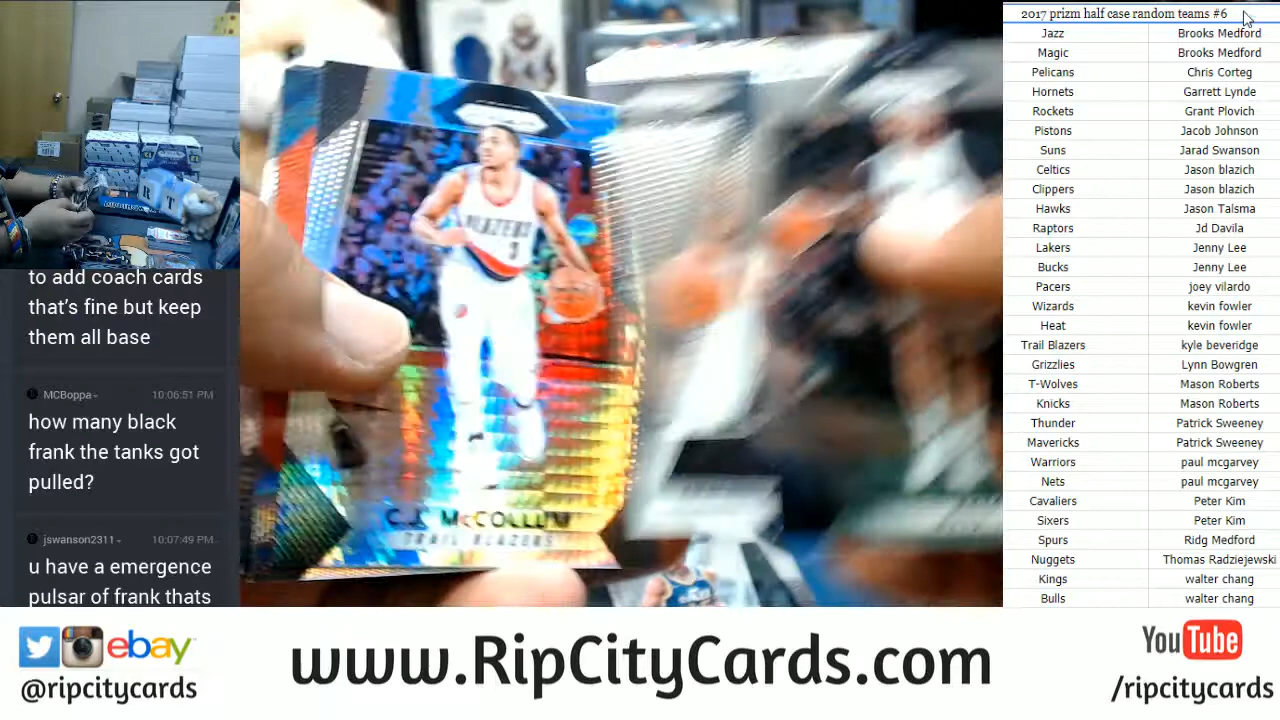 to add coach cards
that's fine but keep
them all base
MCBoppa 10:06:51 PM
how many black
frank the tanks got
pulled?
jswanson2311 10:07:49 PM
u have a emergence
pulsar of frank thats
R
T
BLAZERS
3
C.J. McCOLLUM
TRAIL BLAZERS
2017 prizm half case random teams #6
Jazz Brooks Medford
Magic Brooks Medford
Pelicans Chris Corteg
Hornets Garrett Lynde
Rockets Grant Plovich
Pistons Jacob Johnson
Suns Jarad Swanson
Celtics Jason blazich
Clippers Jason blazich
Hawks Jason Talsma
Raptors Jd Davila
Lakers Jenny Lee
Bucks Jenny Lee
Pacers joey vilardo
Wizards kevin fowler
Heat kevin fowler
Trail Blazers kyle beveridge
Grizzlies Lynn Bowgren
T-Wolves Mason Roberts
Knicks Mason Roberts
Thunder Patrick Sweeney
Mavericks Patrick Sweeney
Warriors paul mcgarvey
Nets paul mcgarvey
Cavaliers Peter Kim
Sixers Peter Kim
Spurs Ridg Medford
Nuggets Thomas Radziejewski
Kings walter chang
Bulls walter chang
ebay
@ripcitycards
www.RipCityCards.com
YouTube
/ripcitycards